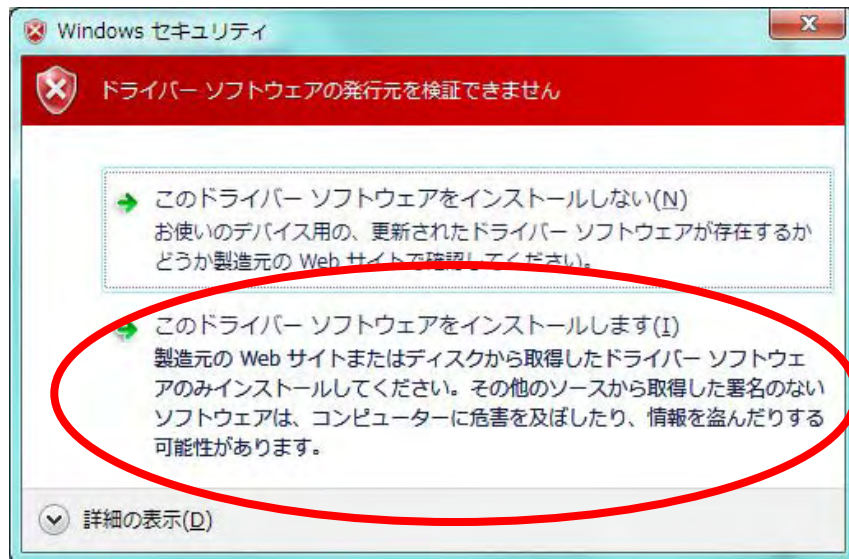 Windows セキュリティ
ドライバー ソフトウェアの発行元を検証できません
このドライバー ソフトウェアをインストールしない(N)
お使いのデバイス用の、更新されたドライバー ソフトウェアが存在するか
どうか製造元の Web サイトで確認してください。
このドライバー ソフトウェアをインストールします(I)
製造元の Web サイトまたはディスクから取得したドライバー ソフトウェ
アのみインストールしてください。その他のソースから取得した署名のない
ソフトウェアは、コンピューターに危害を及ぼしたり、情報を盗んだりする
可能性があります。
詳細の表示(D)